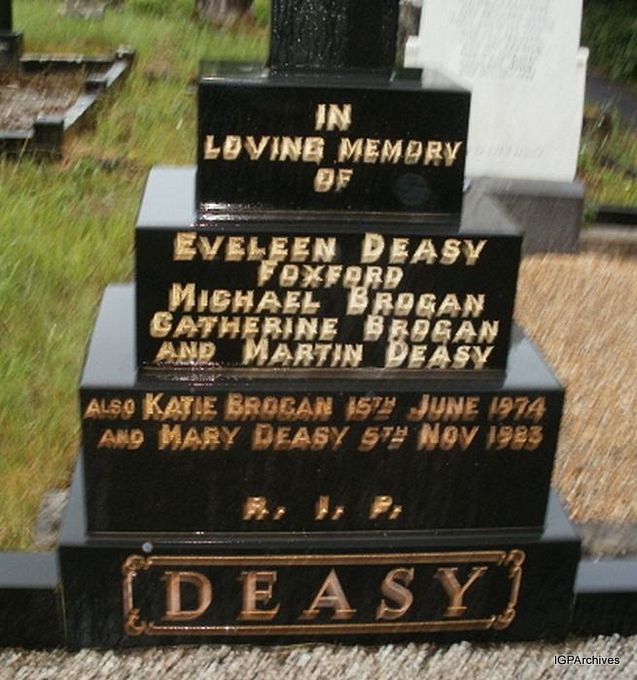 IN
LOVING MEMORY
OF
EVELEEN DEASY
FOXFORD
MICHAEL BROGAN
CATHERINE BROGAN
AND MARTIN DEASY
ALSO KATIE BROGAN 15TH JUNE 1974
AND MARY DEASY 5TH NOV 1983
R. I. P.
DEASY
IGPArchives